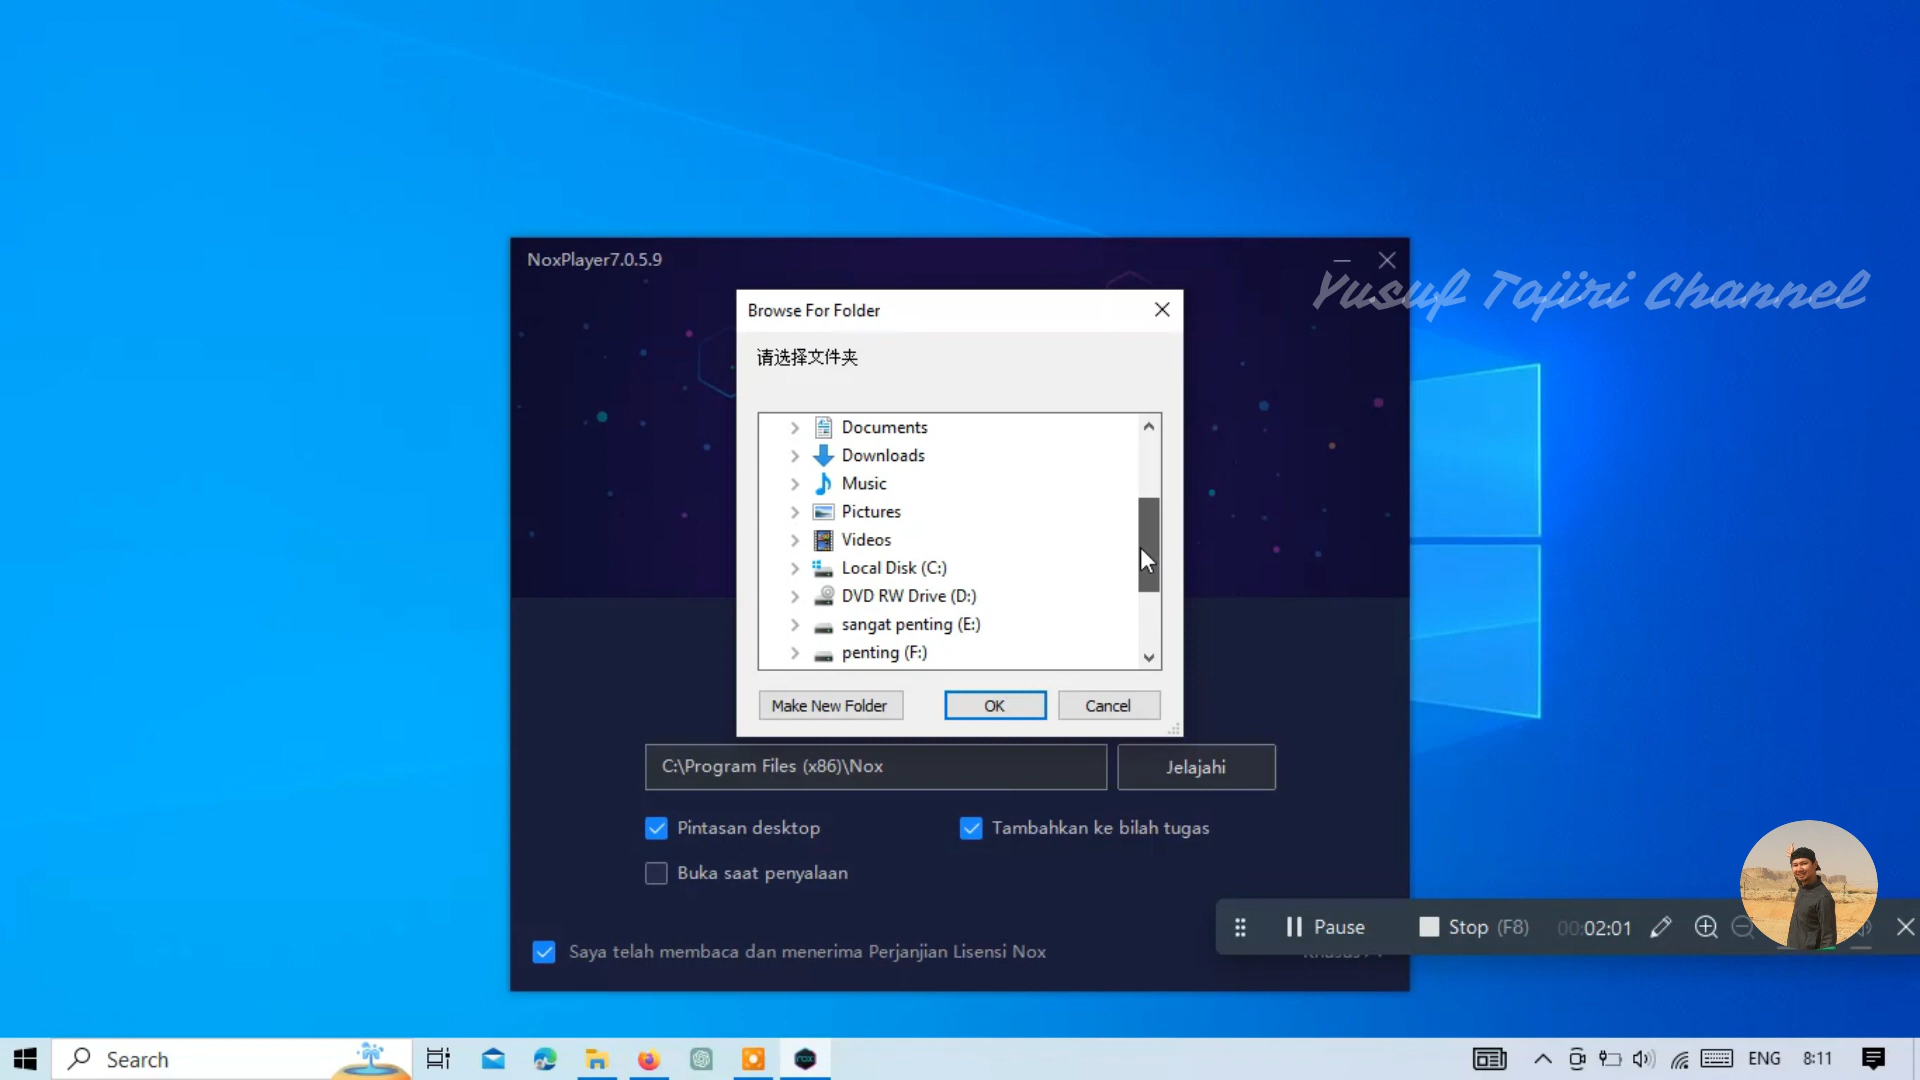 NoxPlayer7.0.5.9
Yusuf Tajiri Channel
Browse For Folder
请选择文件夹
Documents
Downloads
Music
Pictures
Videos
Local Disk (C:)
DVD RW Drive (D:)
sangat penting (E:)
penting (F:)
Make New Folder
OK
Cancel
C:\Program Files (x86)\Nox
Jelajahi
Pintasan desktop
Tambahkan ke bilah tugas
Buka saat penyalaan
Pause
Stop (F8)
00:02:01
Saya telah membaca dan menerima Perjanjian Lisensi Nox
Search
nox
ENG
8:11